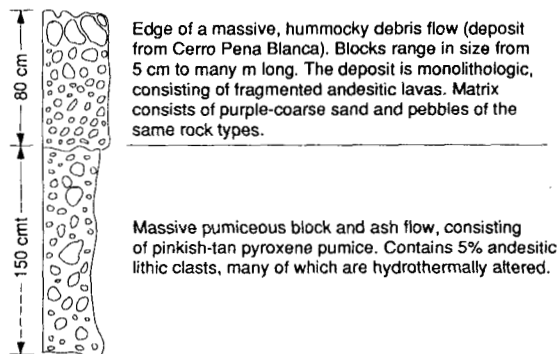 80 cm
Edge of a massive, hummocky debris flow (deposit
from Cerro Pena Blanca). Blocks range in size from
5 cm to many m long. The deposit is monolithologic,
consisting of fragmented andesitic lavas. Matrix
consists of purple-coarse sand and pebbles of the
same rock types.
150 cmt
Massive pumiceous block and ash flow, consisting
of pinkish-tan pyroxene pumice. Contains 5% andesitic
lithic clasts, many of which are hydrothermally altered.